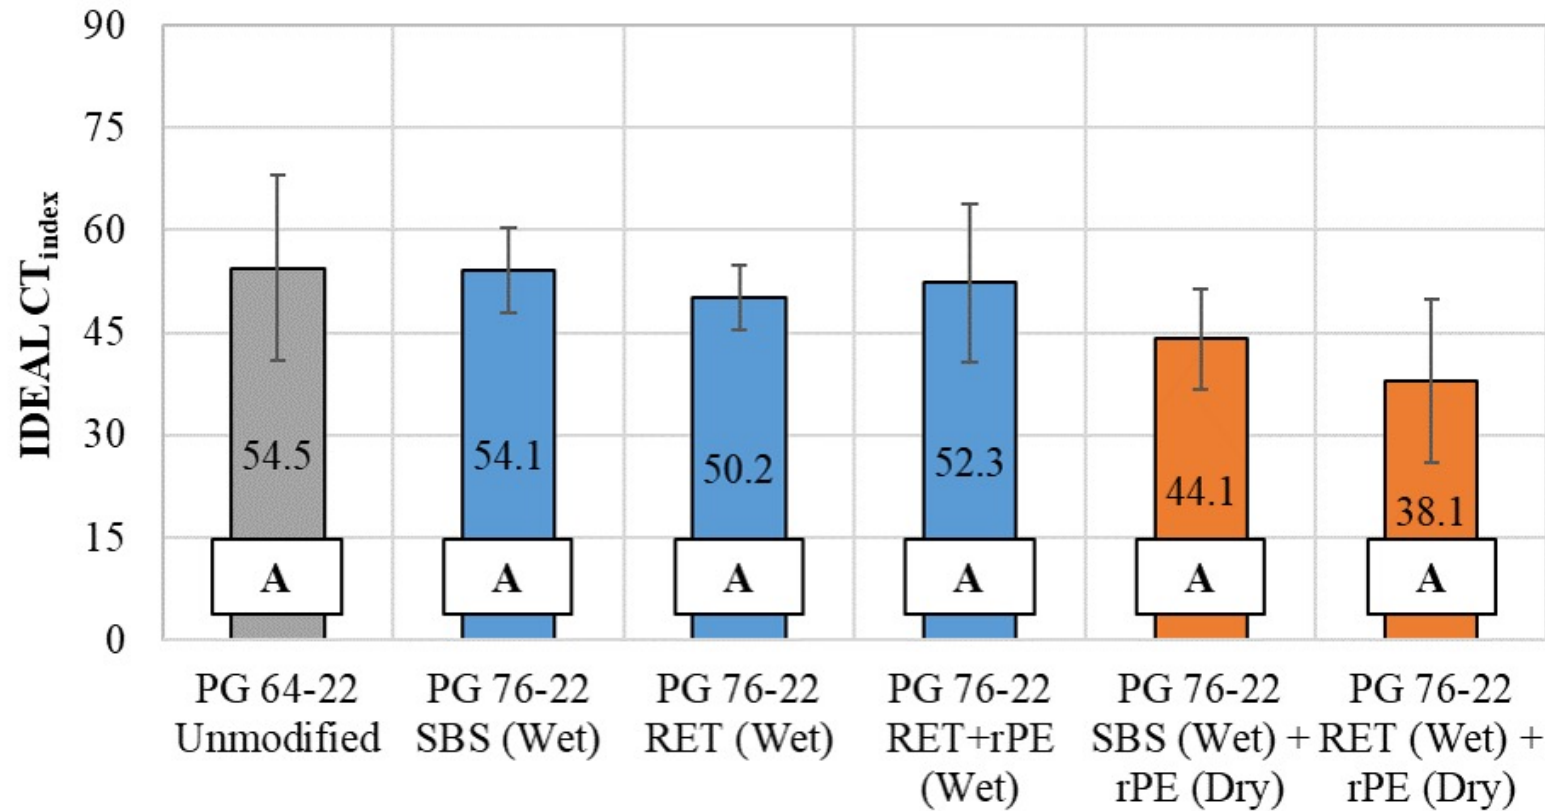 IDEAL CTindex
90
75
60
45
30
15
0
54.5
54.1
50.2
52.3
44.1
38.1
A
A
A
A
A
A
PG 64-22
Unmodified
PG 76-22
SBS (Wet)
PG 76-22
RET (Wet)
PG 76-22
RET+rPE
(Wet)
PG 76-22
SBS (Wet) +
rPE (Dry)
PG 76-22
RET (Wet) +
rPE (Dry)